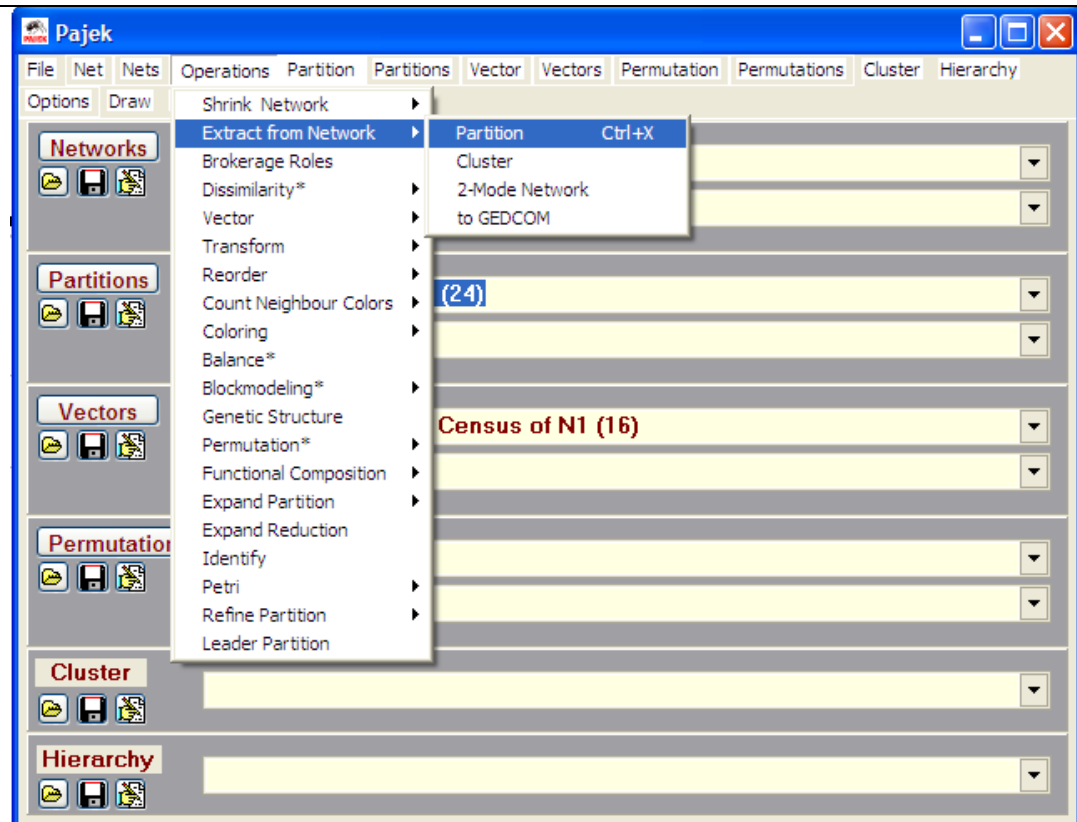 Pajek
File Net Nets Operations Partition Partitions Vector Vectors Permutation Permutations Cluster Hierarchy
Options Draw
Shrink Network
Extract from Network
Brokerage Roles
Dissimilarity*
Vector
Transform
Reorder
Count Neighbour Colors
Coloring
Balance*
Blockmodeling*
Genetic Structure
Permutation*
Functional Composition
Expand Partition
Expand Reduction
Identify
Petri
Refine Partition
Leader Partition
Partition Ctrl+X
Cluster
2-Mode Network
to GEDCOM
Networks
Partitions
(24)
Vectors
Census of N1 (16)
Permutation
Cluster
Hierarchy